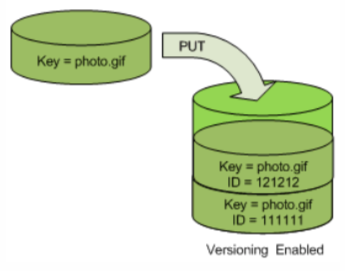 Key = photo.gif
PUT
Key = photo.gif
ID = 121212
Key = photo.gif
ID = 111111
Versioning Enabled